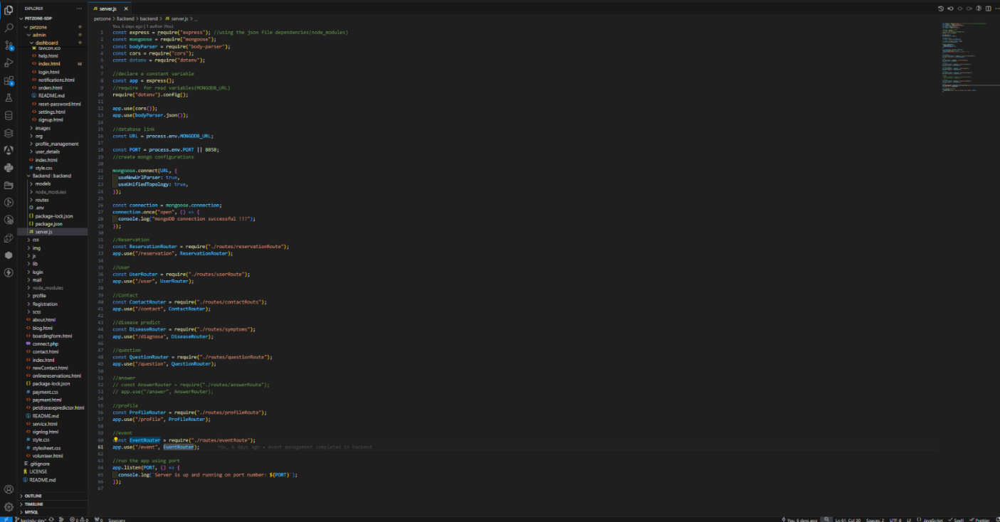 EXPLORER
PETZONE-SDP
petzone
admin
dashboard
favicon.ico
help.html
index.html M
login.html
notifications.html
orders.html
README.md
reset-password.html
settings.html
signup.html
images
org
profile_management
user_details
index.html
style.css
Backend\backend
models
node_modules
routes
.env
package-lock.json
package.json
server.js
css
img
js
lib
login
mail
node_modules
profile
Registration
scss
about.html
blog.html
boardingform.html
connect.php
contact.html
index.html
newContact.html
onlinereservations.html
package-lock.json
payment.css
payment.html
petdiseasepredictor.html
README.md
service.html
signlog.html
style.css
stylesheet.css
volunteer.html
.gitignore
LICENSE
README.md
OUTLINE
TIMELINE
MYSQL
JS server.js
petzone > Backend > backend > JS server.js > ...
You, 6 days ago | 1 author (You)
1 const express = require("express"); //using the json file dependencies(node_modules)
2 const mongoose = require("mongoose");
3 const bodyParser = require("body-parser");
4 const cors = require("cors");
5 const dotenv = require("dotenv");
6
7 //declare a constant variable
8 const app = express();
9 //require  for read variables(MONGODB_URL)
10 require("dotenv").config();
11
12 app.use(cors());
13 app.use(bodyParser.json());
14
15 //database link
16 const URL = process.env.MONGODB_URL;
17
18 const PORT = process.env.PORT || 8050;
19 //create mongo configurations
20
21 mongoose.connect(URL, {
22 useNewUrlParser: true,
23 useUnifiedTopology: true,
24 });
25
26 const connection = mongoose.connection;
27 connection.once("open", () => {
28 console.log("mongoDB connection successful !!!");
29 });
30
31 //Reservation
32 const ReservationRouter = require("./routes/reservationRoute");
33 app.use("/reservation", ReservationRouter);
34
35 //User
36 const UserRouter = require("./routes/userRoute");
37 app.use("/user", UserRouter);
38
39 //Contact
40 const ContactRouter = require("./routes/contactRouts");
41 app.use("/contact", ContactRouter);
42
43 //disease predict
44 const DiseaseRouter = require("./routes/symptoms");
45 app.use("/diagnose", DiseaseRouter);
46
47 //question
48 const QuestionRouter = require("./routes/questionRoute");
49 app.use("/question", QuestionRouter);
50
51 //answer
52 // const AnswerRouter = require("./routes/answerRoute");
53 // app.use("/answer", AnswerRouter);
54
55 //profile
56 const ProfileRouter = require("./routes/profileRoute");
57 app.use("/profile", ProfileRouter);
58
59 //event
60 const EventRouter = require("./routes/eventRoute");
61 app.use("/event", EventRouter); You, 6 days ago • event management completed in backend
62
63 //run the app using port
64 app.listen(PORT, () => {
65 console.log(`Server is up and running on port number: ${PORT}`);
66 });
67
kavindu-dev* 0 0 0 Sourcery
You, 6 days ago Ln 61, Col 30 Spaces: 2 UTF-8 LF {} JavaScript Spell Prettier